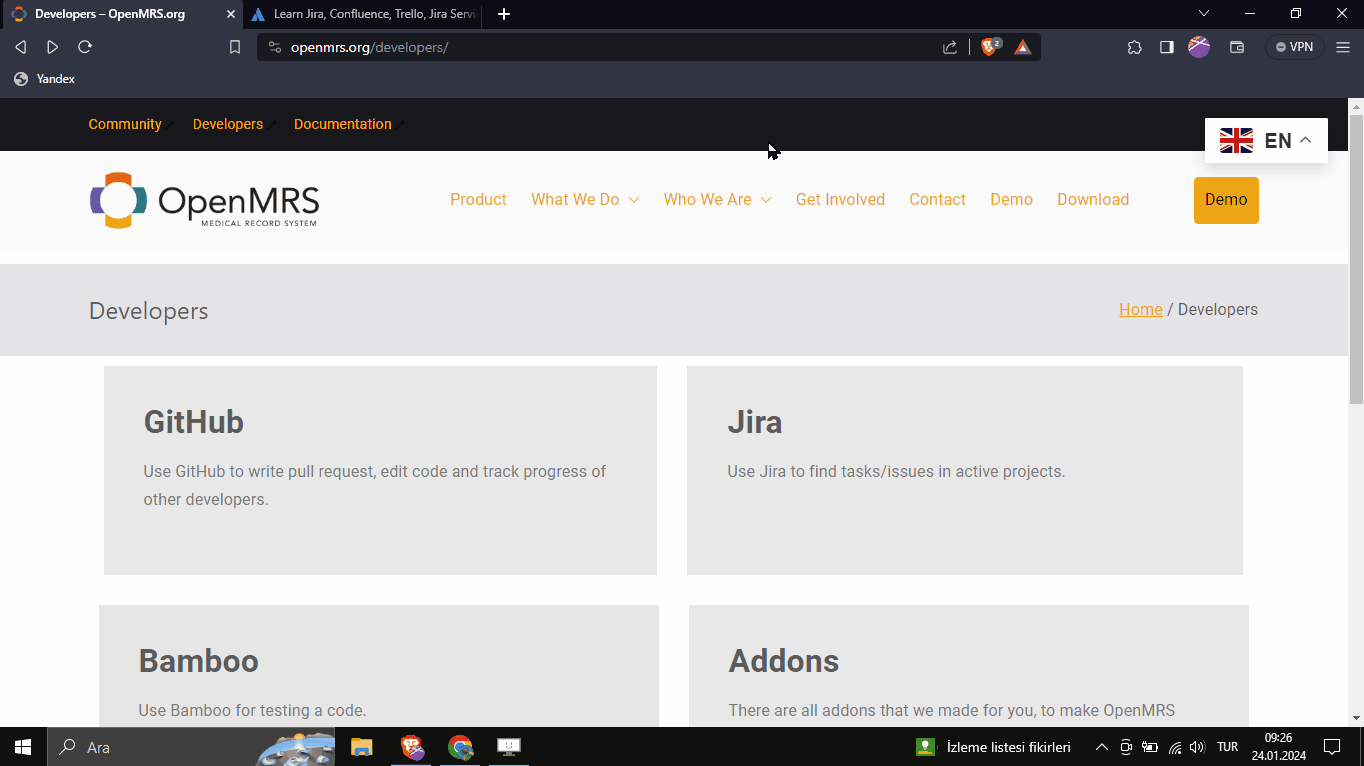 Developers – OpenMRS.org
Learn Jira, Confluence, Trello, Jira Servi
openmrs.org/developers/
2
VPN
Yandex
Community
Developers
Documentation
EN
OpenMRS
MEDICAL RECORD SYSTEM
Product
What We Do
Who We Are
Get Involved
Contact
Demo
Download
Demo
Developers
Home / Developers
GitHub
Use GitHub to write pull request, edit code and track progress of
other developers.
Jira
Use Jira to find tasks/issues in active projects.
Bamboo
Use Bamboo for testing a code.
Addons
There are all addons that we made for you, to make OpenMRS
Ara
İzleme listesi fikirleri
TUR
09:26
24.01.2024